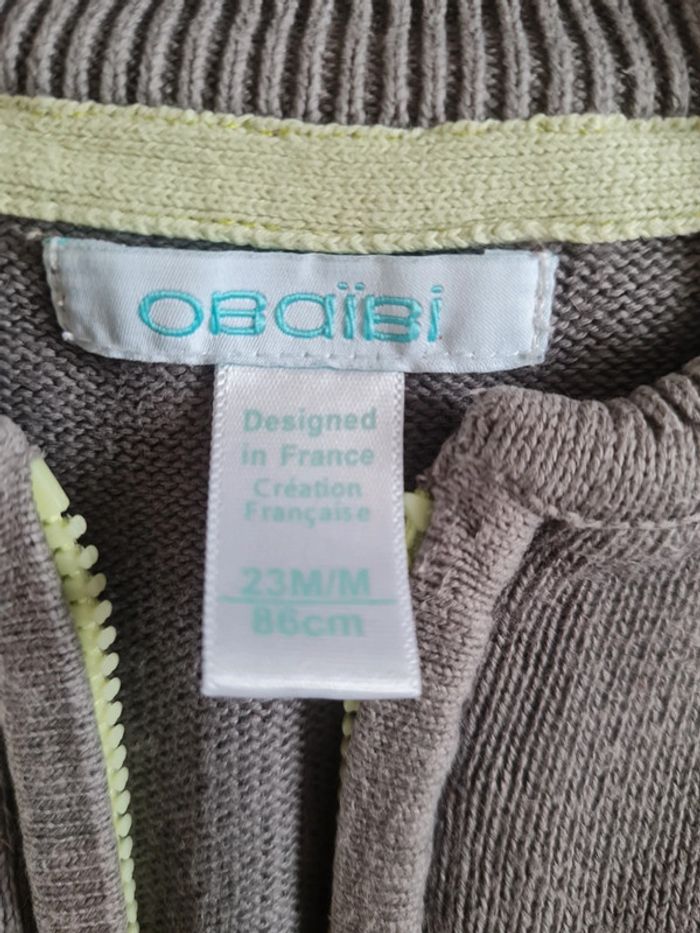 OBAÏBI
Designed
in France
Création
Française
23M/M
86cm